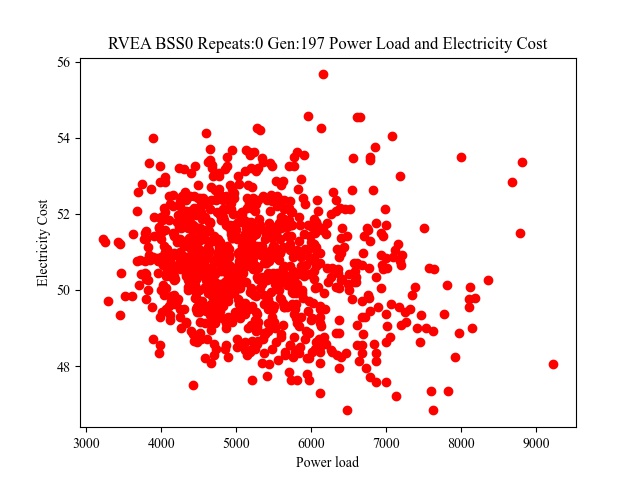 RVEA BSS0 Repeats:0 Gen:197 Power Load and Electricity Cost
56
54
52
50
48
Electricity Cost
3000 4000 5000 6000 7000 8000 9000
Power load